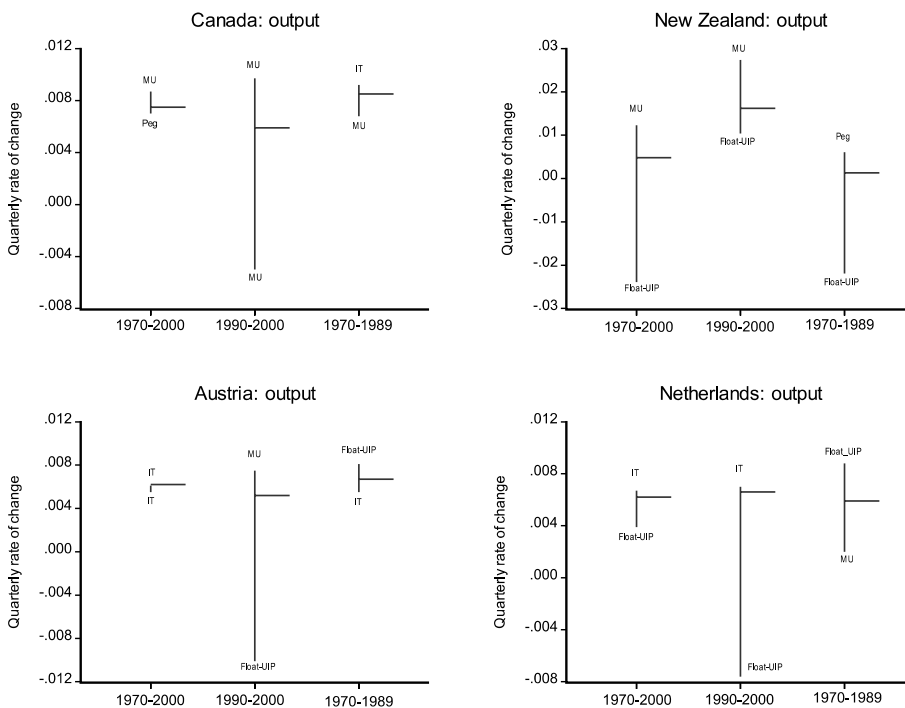 Canada: output
Quarterly rate of change
.012
.008
.004
.000
-.004
-.008
MU
Peg
MU
MU
IT
MU
1970-2000
1990-2000
1970-1989
New Zealand: output
Quarterly rate of change
.03
.02
.01
.00
-.01
-.02
-.03
MU
Float-UIP
MU
Float-UIP
Peg
Float-UIP
1970-2000
1990-2000
1970-1989
Austria: output
Quarterly rate of change
.012
.008
.004
.000
-.004
-.008
-.012
IT
IT
MU
Float-UIP
Float-UIP
IT
1970-2000
1990-2000
1970-1989
Netherlands: output
Quarterly rate of change
.012
.008
.004
.000
-.004
-.008
IT
Float-UIP
IT
Float-UIP
Float_UIP
MU
1970-2000
1990-2000
1970-1989